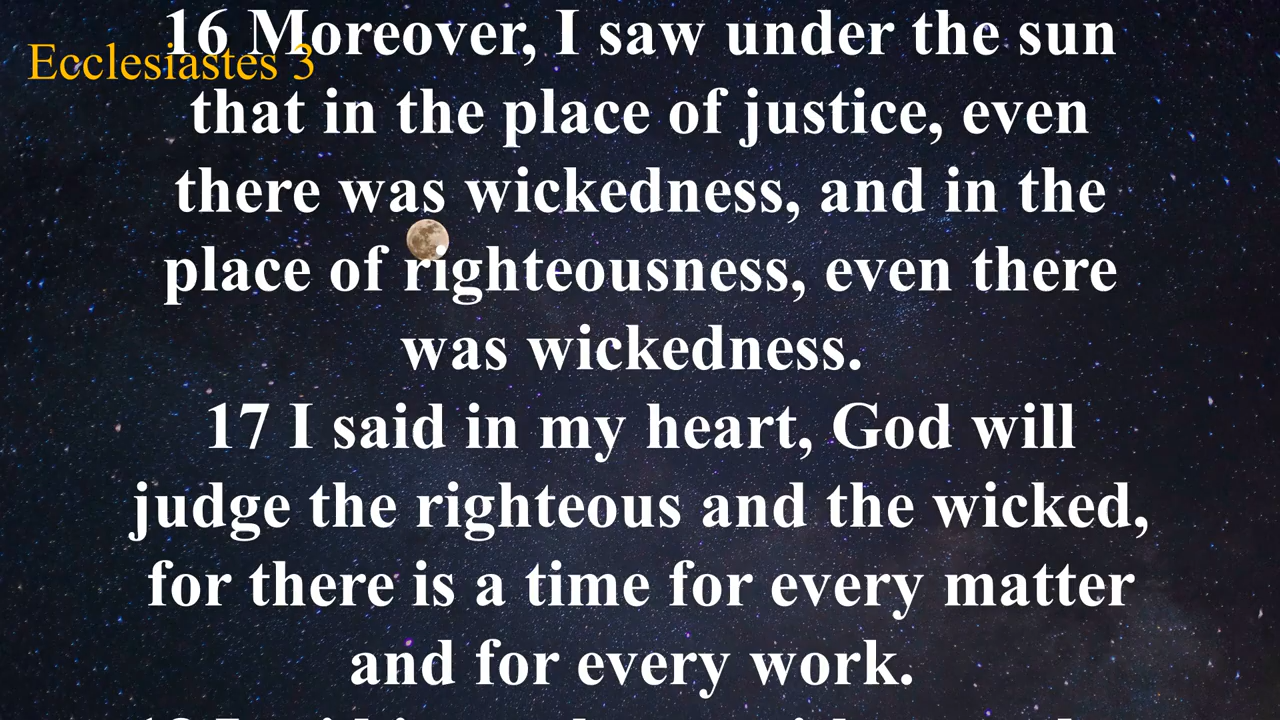 Ecclesiastes 3
16 Moreover, I saw under the sun
that in the place of justice, even
there was wickedness, and in the
place of righteousness, even there
was wickedness.
17 I said in my heart, God will
judge the righteous and the wicked,
for there is a time for every matter
and for every work.